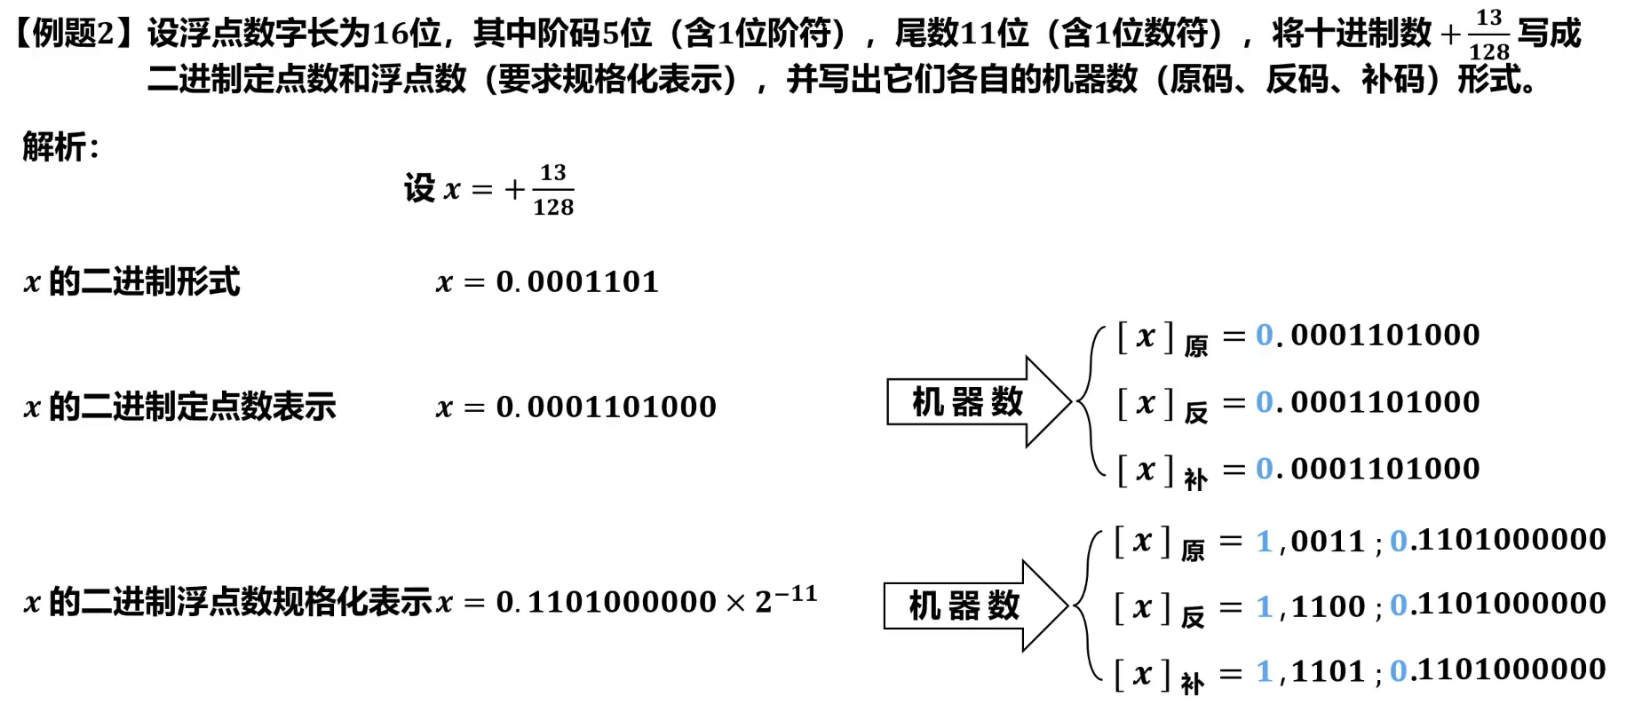 【例题2】设浮点数字长为16位，其中阶码5位（含1位阶符），尾数11位（含1位数符），将十进制数 + 13/128 写成
二进制定点数和浮点数（要求规格化表示），并写出它们各自的机器数（原码、反码、补码）形式。
解析：
设 x = + 13/128
x 的二进制形式 x = 0.0001101
x 的二进制定点数表示 x = 0.0001101000
机器数
[x]原 = 0.0001101000
[x]反 = 0.0001101000
[x]补 = 0.0001101000
x 的二进制浮点数规格化表示 x = 0.1101000000 × 2⁻¹¹
机器数
[x]原 = 1,0011;0.1101000000
[x]反 = 1,1100;0.1101000000
[x]补 = 1,1101;0.1101000000